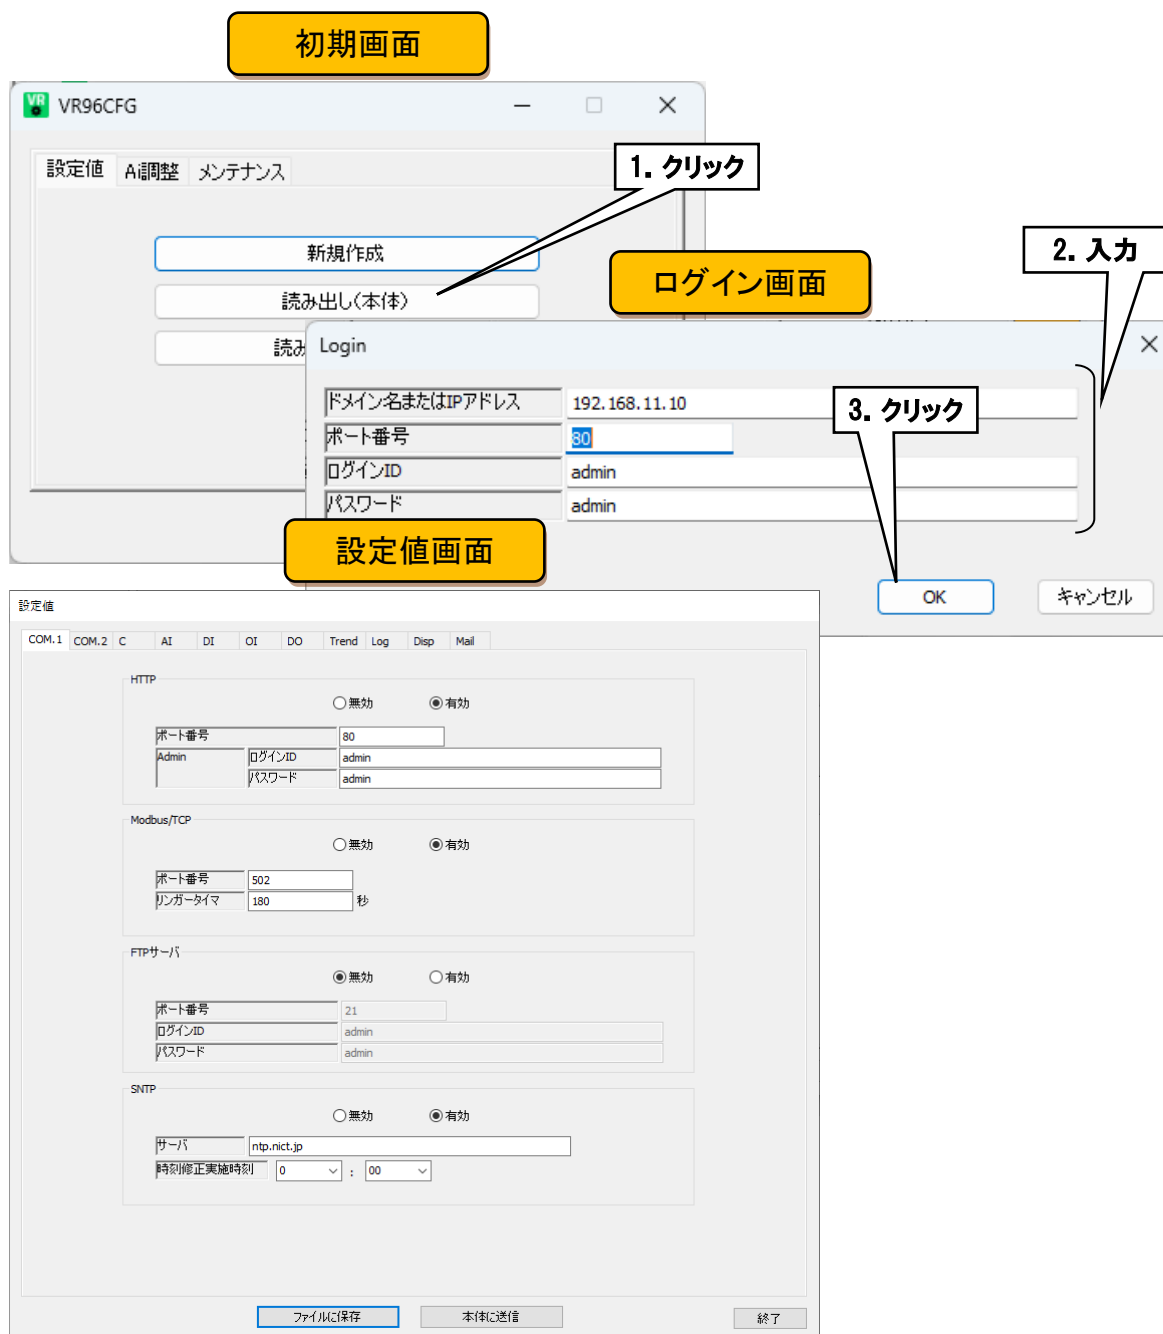 初期画面
VR96CFG
設定値 Ai調整 メンテナンス
1. クリック
新規作成
読み出し(本体)
読み
ログイン画面
2. 入力
Login
ドメイン名またはIPアドレス 192.168.11.10
3. クリック
ポート番号 80
ログインID admin
パスワード admin
OK キャンセル
設定値画面
設定値
COM.1 COM.2 C AI DI OI DO Trend Log Disp Mail
HTTP
無効 有効
ポート番号 80
Admin ログインID admin
パスワード admin
Modbus/TCP
無効 有効
ポート番号 502
リンガータイマ 180 秒
FTPサーバ
無効 有効
ポート番号 21
ログインID admin
パスワード admin
SNTP
無効 有効
サーバ ntp.nict.jp
時刻修正実施時刻 0 : 00
ファイルに保存 本体に送信 終了